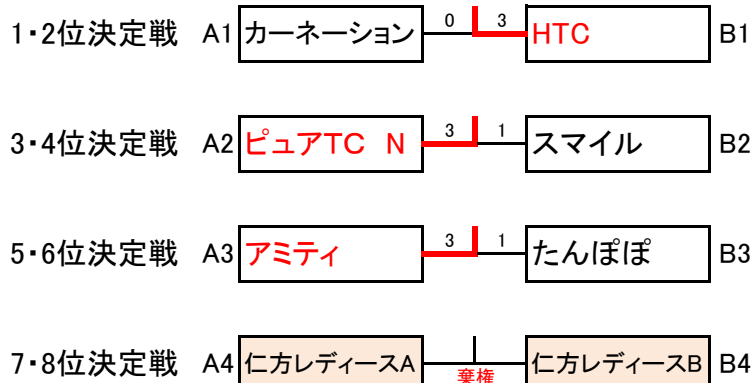 1・2位決定戦 A1 カーネーション 0 3 HTC B1
3・4位決定戦 A2 ピュアTC N 3 1 スマイル B2
5・6位決定戦 A3 アミティ 3 1 たんぽぽ B3
7・8位決定戦 A4 仁方レディースA 棄権 仁方レディースB B4